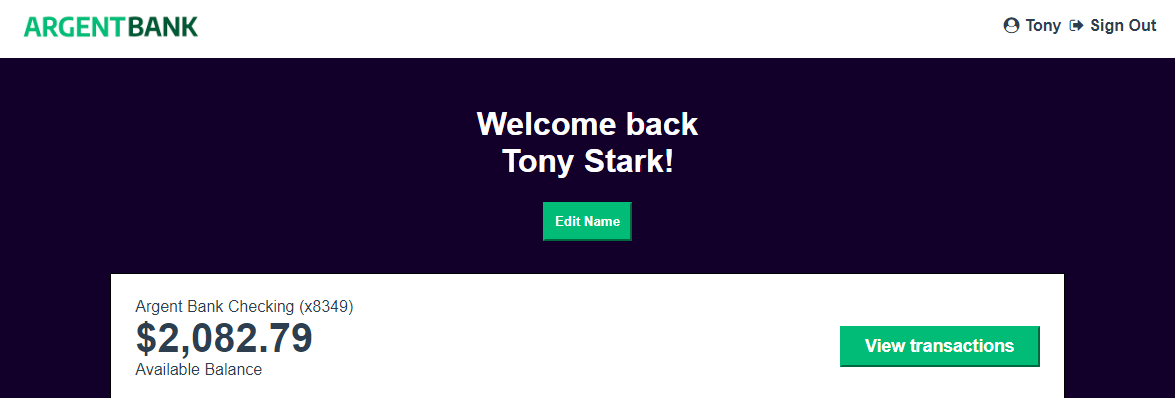 ARGENTBANK
Tony Sign Out
Welcome back
Tony Stark!
Edit Name
Argent Bank Checking (x8349)
$2,082.79
Available Balance
View transactions